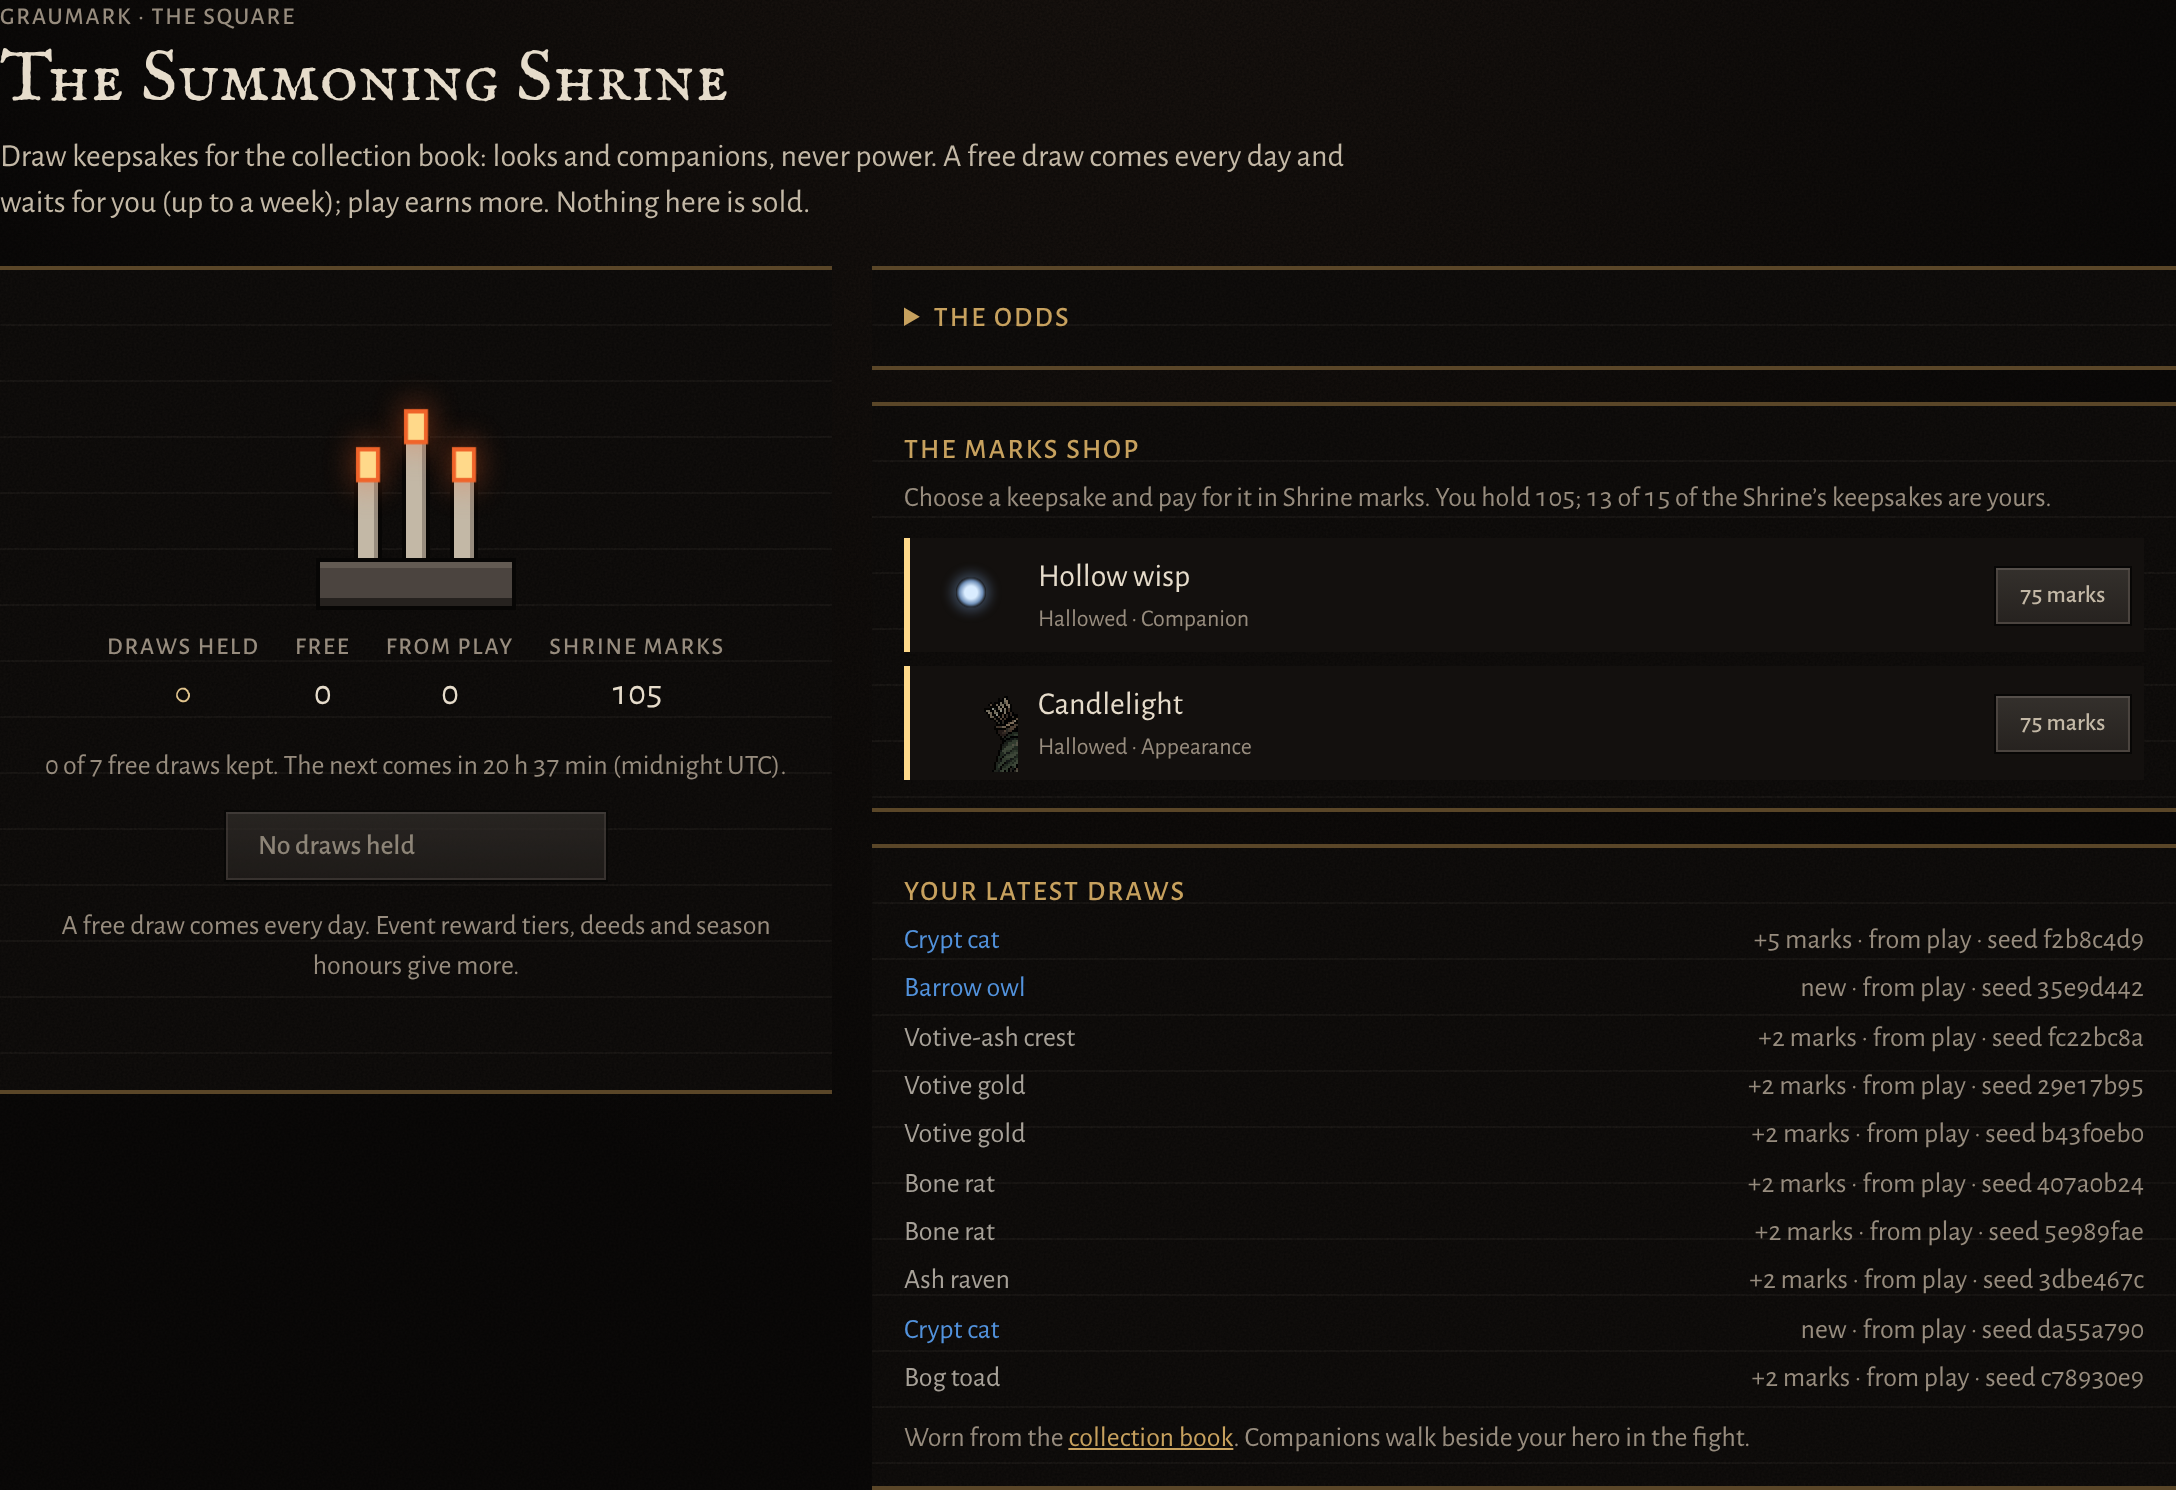 GRAUMARK · THE SQUARE
The Summoning Shrine
Draw keepsakes for the collection book: looks and companions, never power. A free draw comes every day and
waits for you (up to a week); play earns more. Nothing here is sold.
DRAWS HELD FREE FROM PLAY SHRINE MARKS
0 0 0 105
0 of 7 free draws kept. The next comes in 20 h 37 min (midnight UTC).
No draws held
A free draw comes every day. Event reward tiers, deeds and season
honours give more.
▶ THE ODDS
THE MARKS SHOP
Choose a keepsake and pay for it in Shrine marks. You hold 105; 13 of 15 of the Shrine’s keepsakes are yours.
Hollow wisp
Hallowed · Companion
75 marks
Candlelight
Hallowed · Appearance
75 marks
YOUR LATEST DRAWS
Crypt cat +5 marks · from play · seed f2b8c4d9
Barrow owl new · from play · seed 35e9d442
Votive-ash crest +2 marks · from play · seed fc22bc8a
Votive gold +2 marks · from play · seed 29e17b95
Votive gold +2 marks · from play · seed b43f0eb0
Bone rat +2 marks · from play · seed 407a0b24
Bone rat +2 marks · from play · seed 5e989fae
Ash raven +2 marks · from play · seed 3dbe467c
Crypt cat new · from play · seed da55a790
Bog toad +2 marks · from play · seed c78930e9
Worn from the collection book. Companions walk beside your hero in the fight.